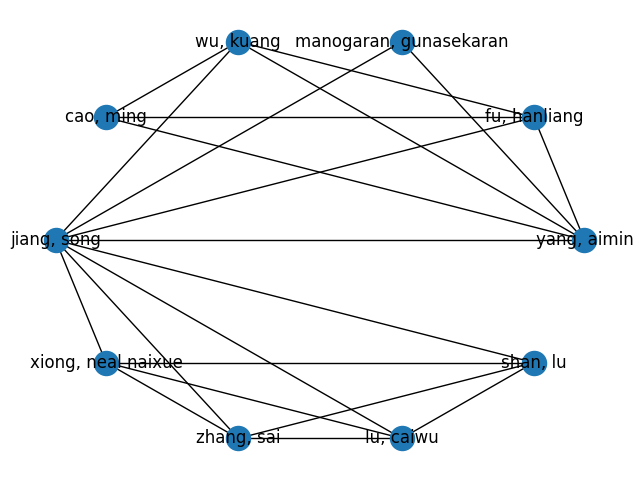 wu, kuang
manogaran, gunasekaran
cao, ming
fu, hanliang
jiang, song
yang, aimin
xiong, neal naixue
shan, lu
zhang, sai
lu, caiwu